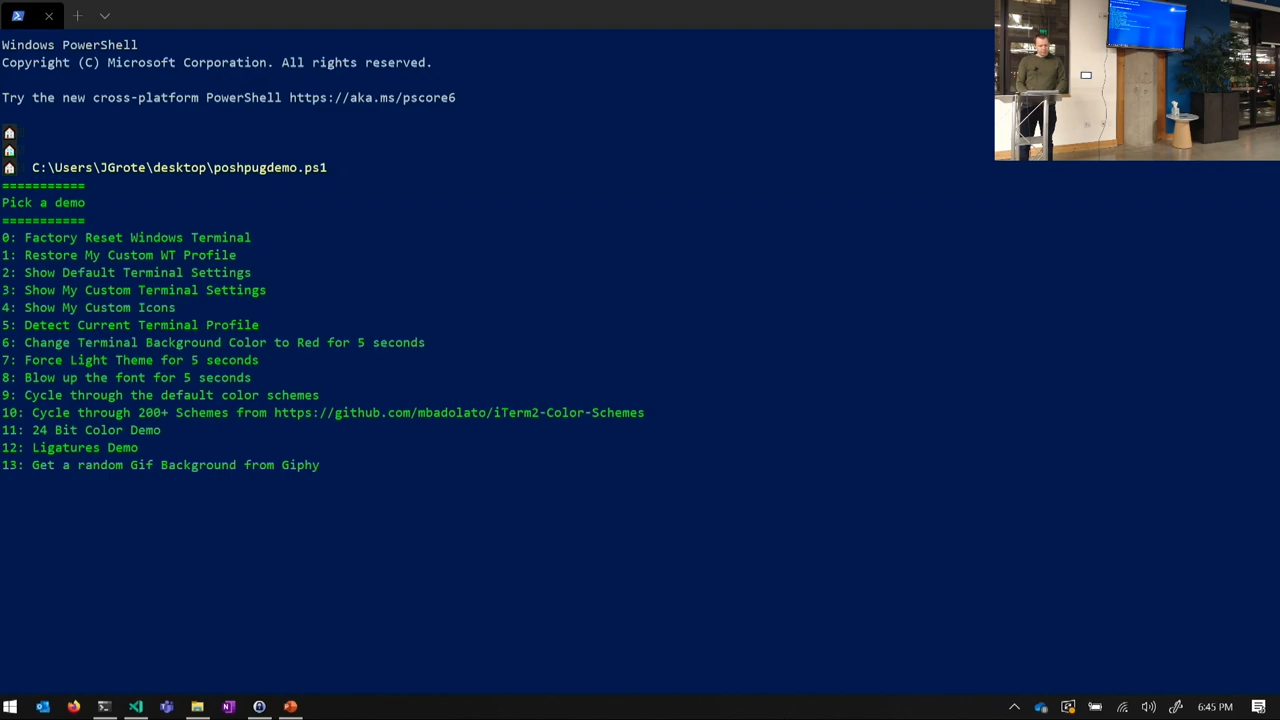 Windows PowerShell
Copyright (C) Microsoft Corporation. All rights reserved.
Try the new cross-platform PowerShell https://aka.ms/pscore6
C:\Users\JGrote\desktop\poshpugdemo.ps1
===========
Pick a demo
===========
0: Factory Reset Windows Terminal
1: Restore My Custom WT Profile
2: Show Default Terminal Settings
3: Show My Custom Terminal Settings
4: Show My Custom Icons
5: Detect Current Terminal Profile
6: Change Terminal Background Color to Red for 5 seconds
7: Force Light Theme for 5 seconds
8: Blow up the font for 5 seconds
9: Cycle through the default color schemes
10: Cycle through 200+ Schemes from https://github.com/mbadolato/iTerm2-Color-Schemes
11: 24 Bit Color Demo
12: Ligatures Demo
13: Get a random Gif Background from Giphy
6:45 PM